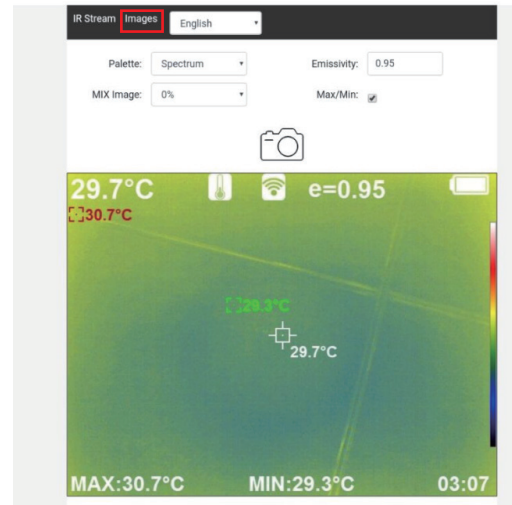 IR Stream Images English
Palette: Spectrum Emissivity: 0.95
MIX Image: 0% Max/Min:
29.7°C e=0.95
30.7°C
29.3°C
29.7°C
MAX:30.7°C MIN:29.3°C 03:07